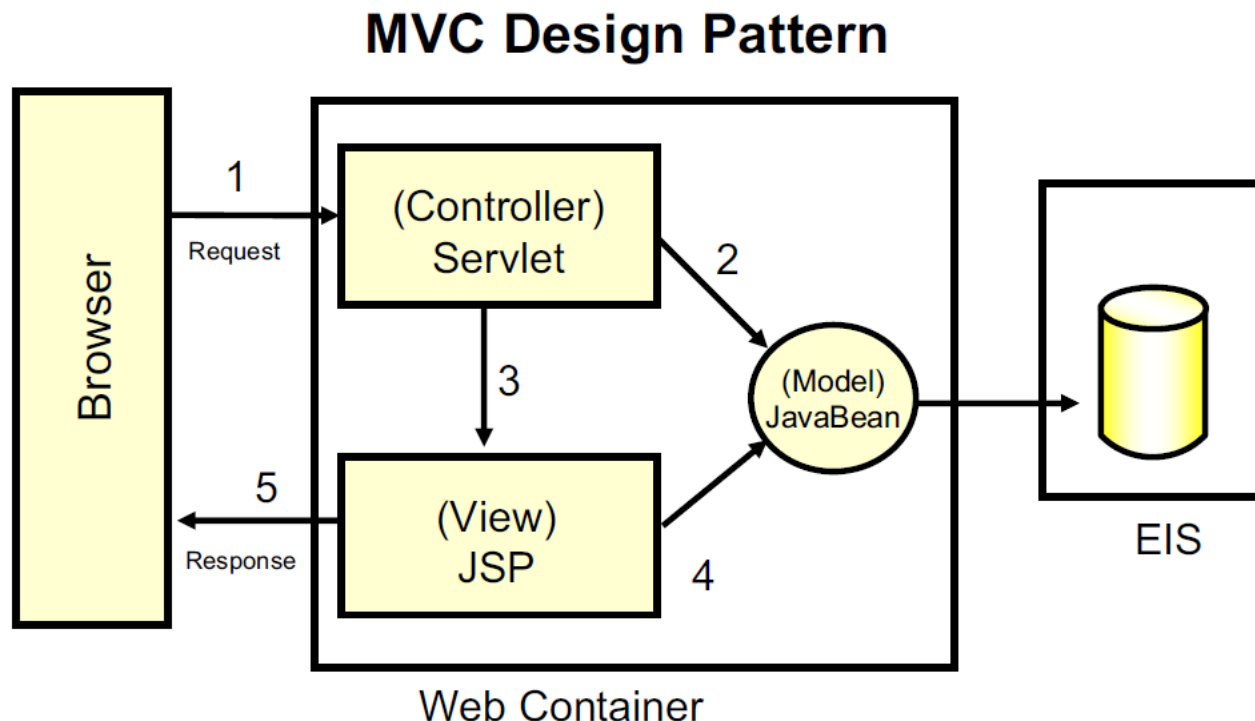 MVC Design Pattern
Browser
1
Request
(Controller)
Servlet
2
3
(Model)
JavaBean
5
Response
(View)
JSP
4
EIS
Web Container